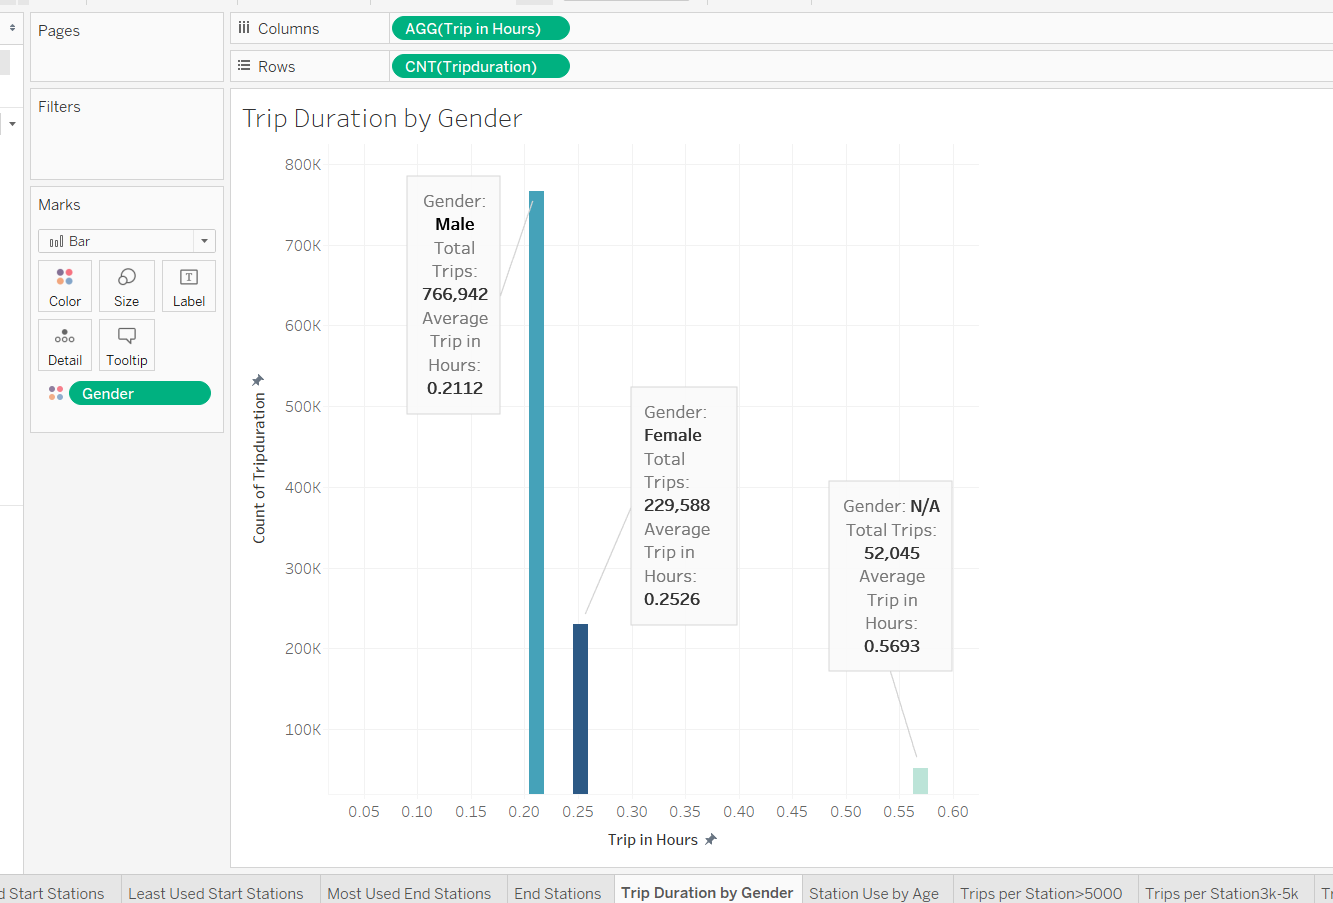 Pages
Columns
AGG(Trip in Hours)
Rows
CNT(Tripduration)
Filters
Marks
Bar
Color
Size
Label
Detail
Tooltip
Gender
Trip Duration by Gender
800K
700K
600K
500K
400K
300K
200K
100K
Count of Tripduration
Gender:
Male
Total
Trips:
766,942
Average
Trip in
Hours:
0.2112
Gender:
Female
Total
Trips:
229,588
Average
Trip in
Hours:
0.2526
Gender: N/A
Total Trips:
52,045
Average
Trip in
Hours:
0.5693
0.05 0.10 0.15 0.20 0.25 0.30 0.35 0.40 0.45 0.50 0.55 0.60
Trip in Hours
d Start Stations
Least Used Start Stations
Most Used End Stations
End Stations
Trip Duration by Gender
Station Use by Age
Trips per Station>5000
Trips per Station3k-5k